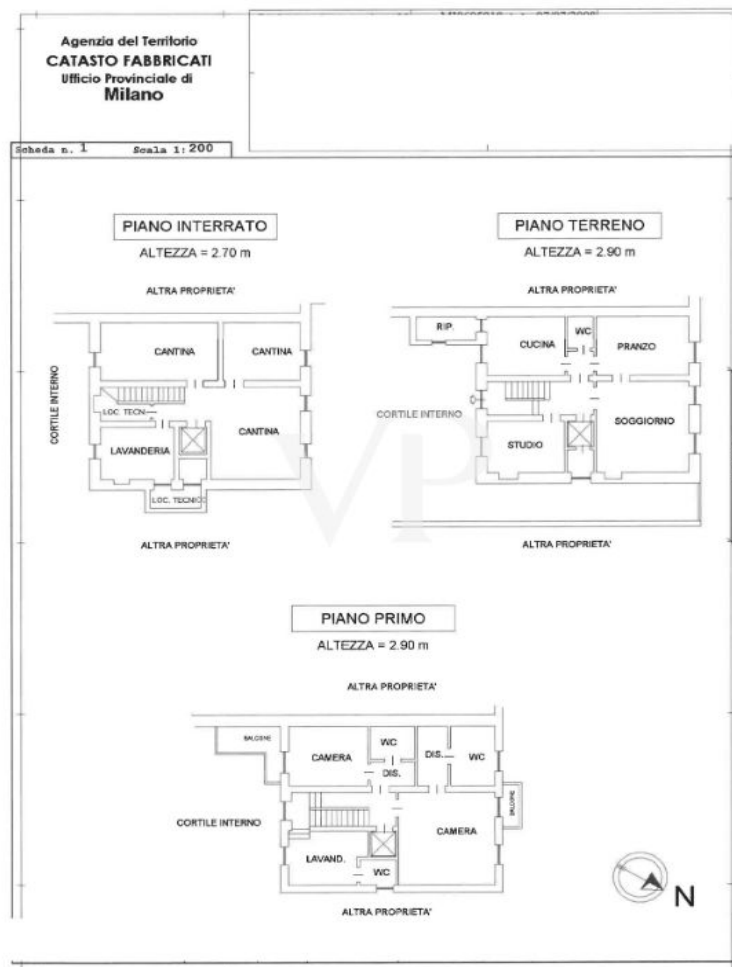 Agenzia del Territorio
CATASTO FABBRICATI
Ufficio Provinciale di
Milano
Scheda n. 1 Scala 1:200
PIANO INTERRATO
ALTEZZA = 2.70 m
ALTRA PROPRIETA'
CANTINA
CANTINA
CORTILE INTERNO
LOC. TECN
CANTINA
LAVANDERIA
LOC. TECNICO
ALTRA PROPRIETA'
PIANO TERRENO
ALTEZZA = 2.90 m
ALTRA PROPRIETA'
RIP.
WC
CUCINA
PRANZO
CORTILE INTERNO
SOGGIORNO
STUDIO
ALTRA PROPRIETA'
VP
PIANO PRIMO
ALTEZZA = 2.90 m
ALTRA PROPRIETA'
BALCONE
WC
CAMERA
DIS.
WC
DIS.
BALCONE
CORTILE INTERNO
CAMERA
LAVAND.
WC
N
ALTRA PROPRIETA'